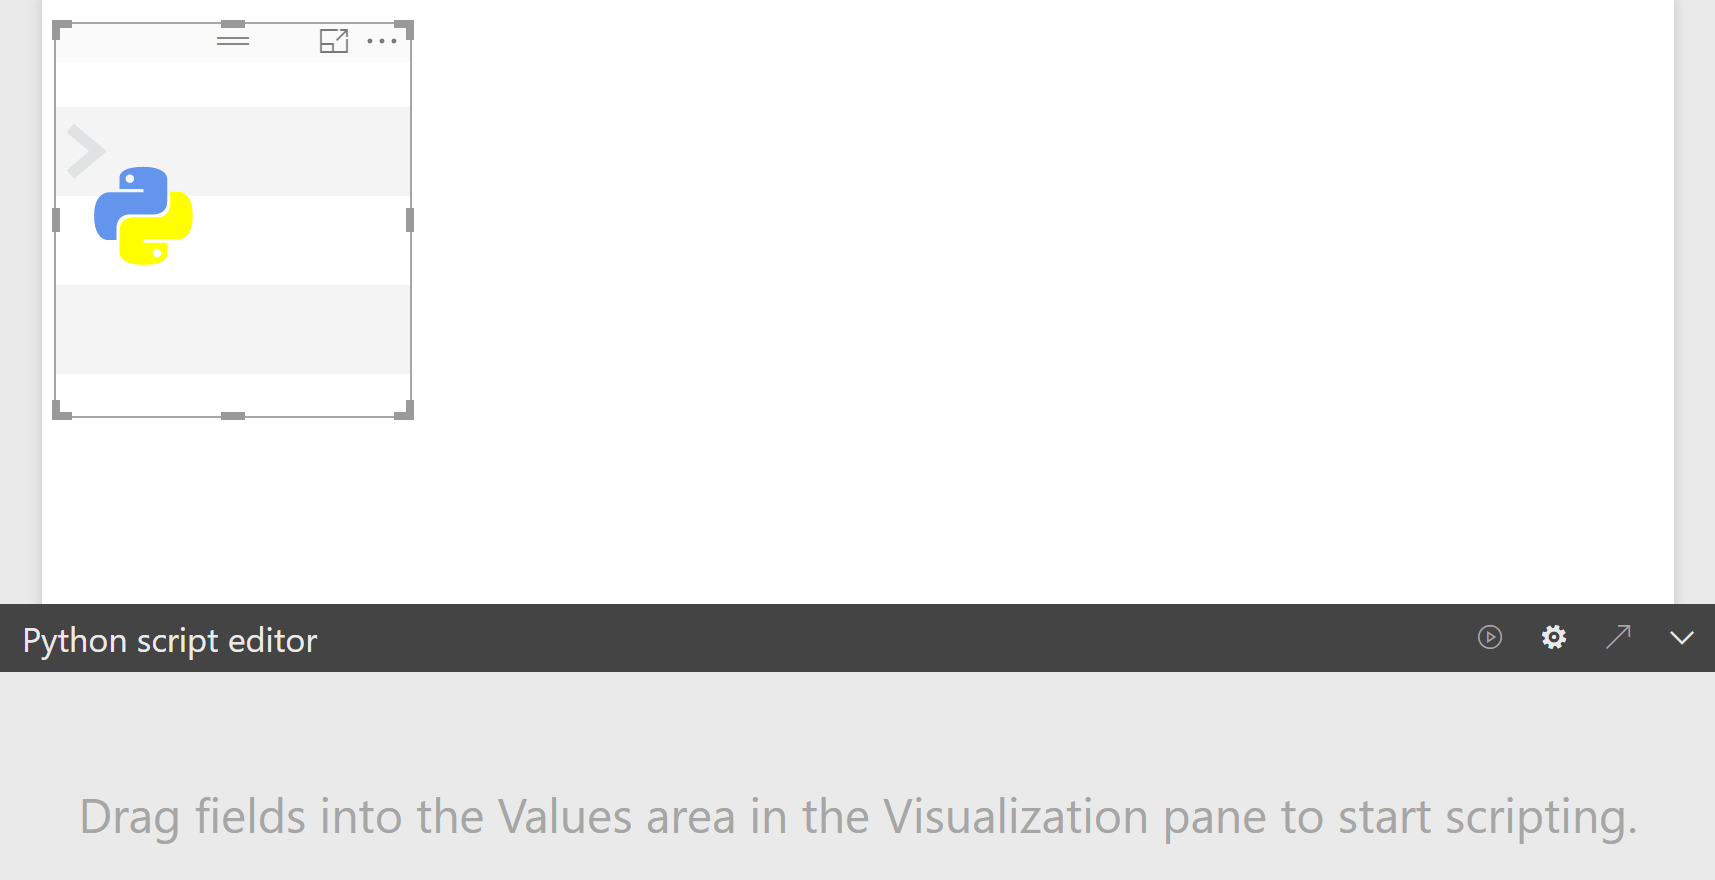 Python script editor
Drag fields into the Values area in the Visualization pane to start scripting.